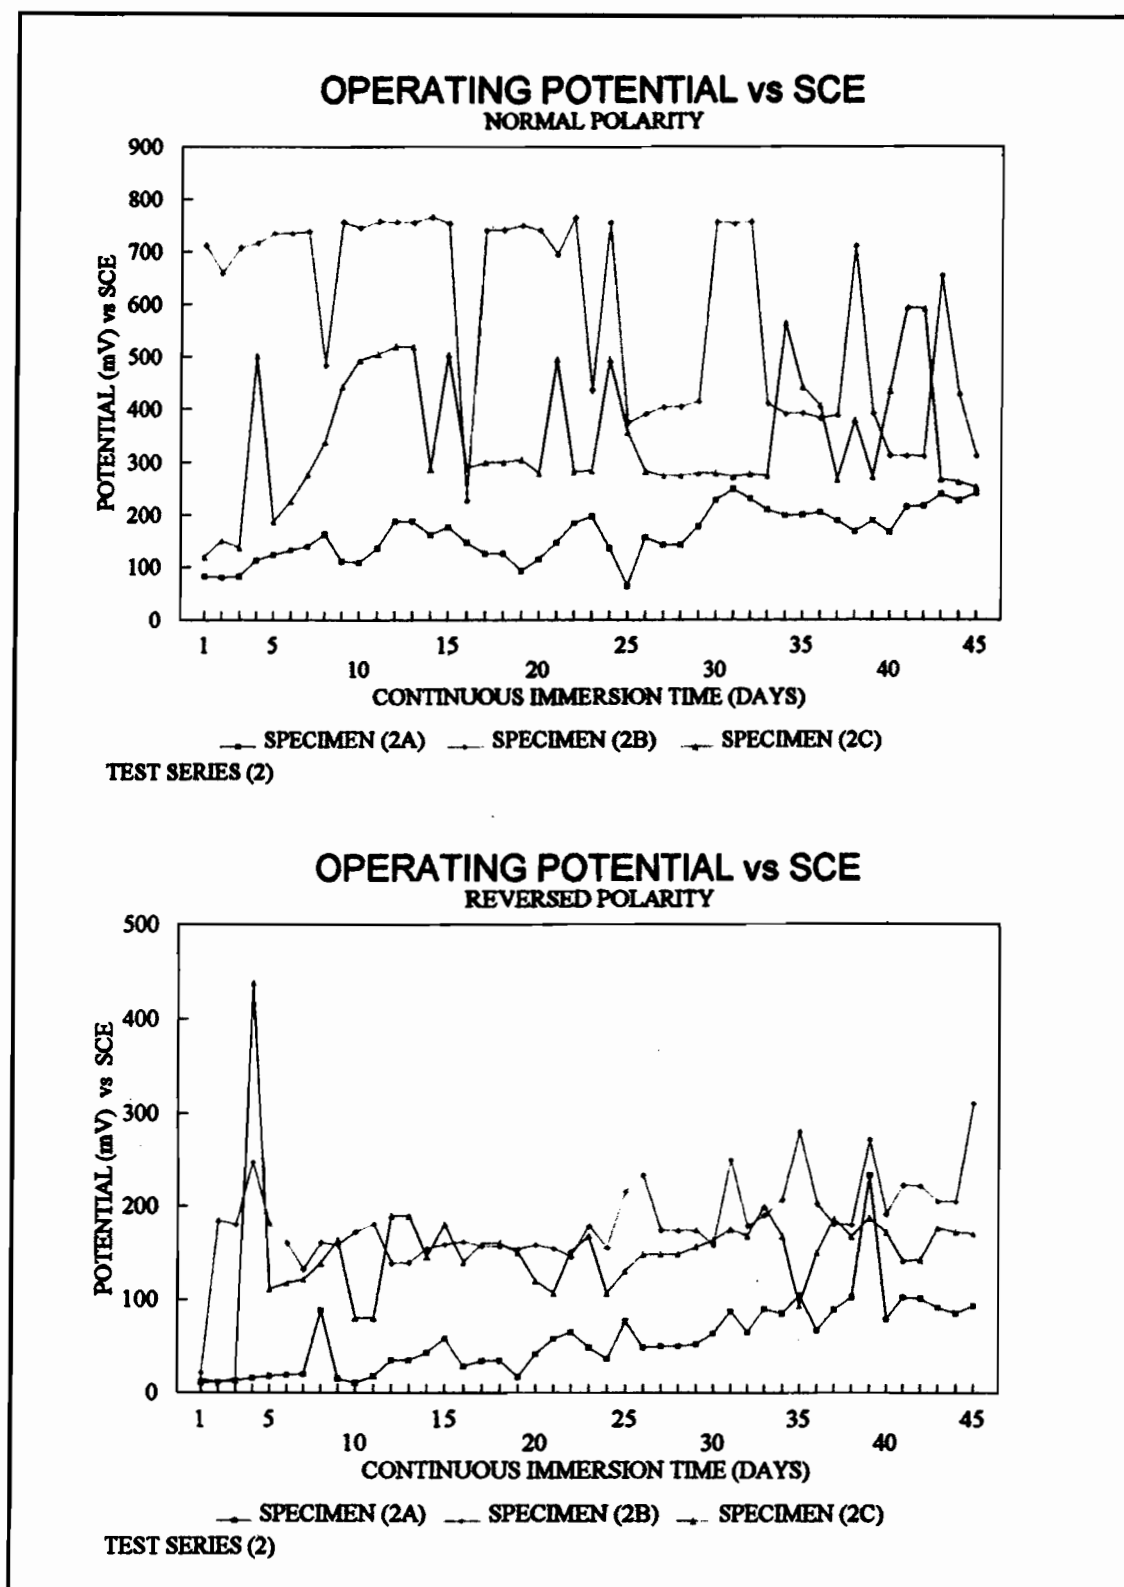 OPERATING POTENTIAL vs SCE
NORMAL POLARITY
900
800
700
600
500
400
300
200
100
0
POTENTIAL (mV) vs SCE
1 5 15 25 35 45
10 20 30 40
CONTINUOUS IMMERSION TIME (DAYS)
SPECIMEN (2A) SPECIMEN (2B) SPECIMEN (2C)
TEST SERIES (2)
OPERATING POTENTIAL vs SCE
REVERSED POLARITY
500
400
300
200
100
0
POTENTIAL (mV) vs SCE
1 5 15 25 35 45
10 20 30 40
CONTINUOUS IMMERSION TIME (DAYS)
SPECIMEN (2A) SPECIMEN (2B) SPECIMEN (2C)
TEST SERIES (2)